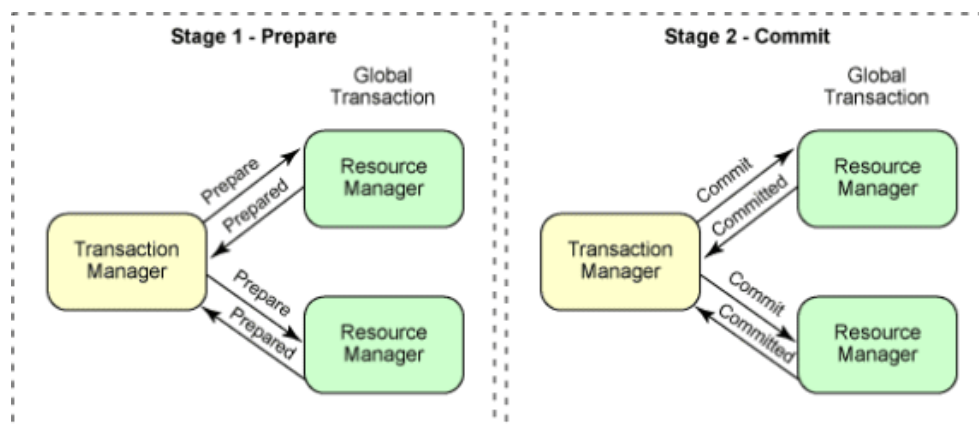 Stage 1 - Prepare
Global
Transaction
Prepare
Prepared
Resource
Manager
Transaction
Manager
Prepare
Prepared
Resource
Manager
Stage 2 - Commit
Global
Transaction
Commit
Committed
Resource
Manager
Transaction
Manager
Commit
Committed
Resource
Manager